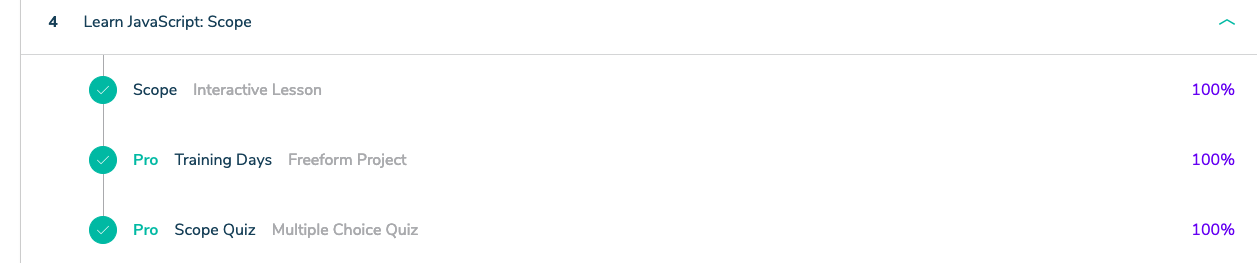 4 Learn JavaScript: Scope
Scope Interactive Lesson 100%
Pro Training Days Freeform Project 100%
Pro Scope Quiz Multiple Choice Quiz 100%